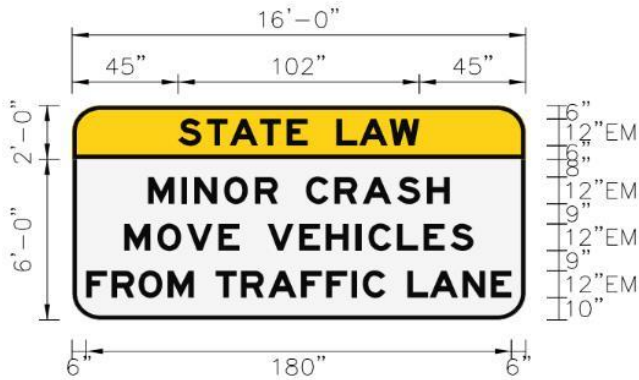 16'-0"
45" 102" 45"
2'-0"
6'-0"
STATE LAW
MINOR CRASH
MOVE VEHICLES
FROM TRAFFIC LANE
6"
12"EM
6"
8"
12"EM
9"
12"EM
9"
12"EM
10"
6" 180" 6"